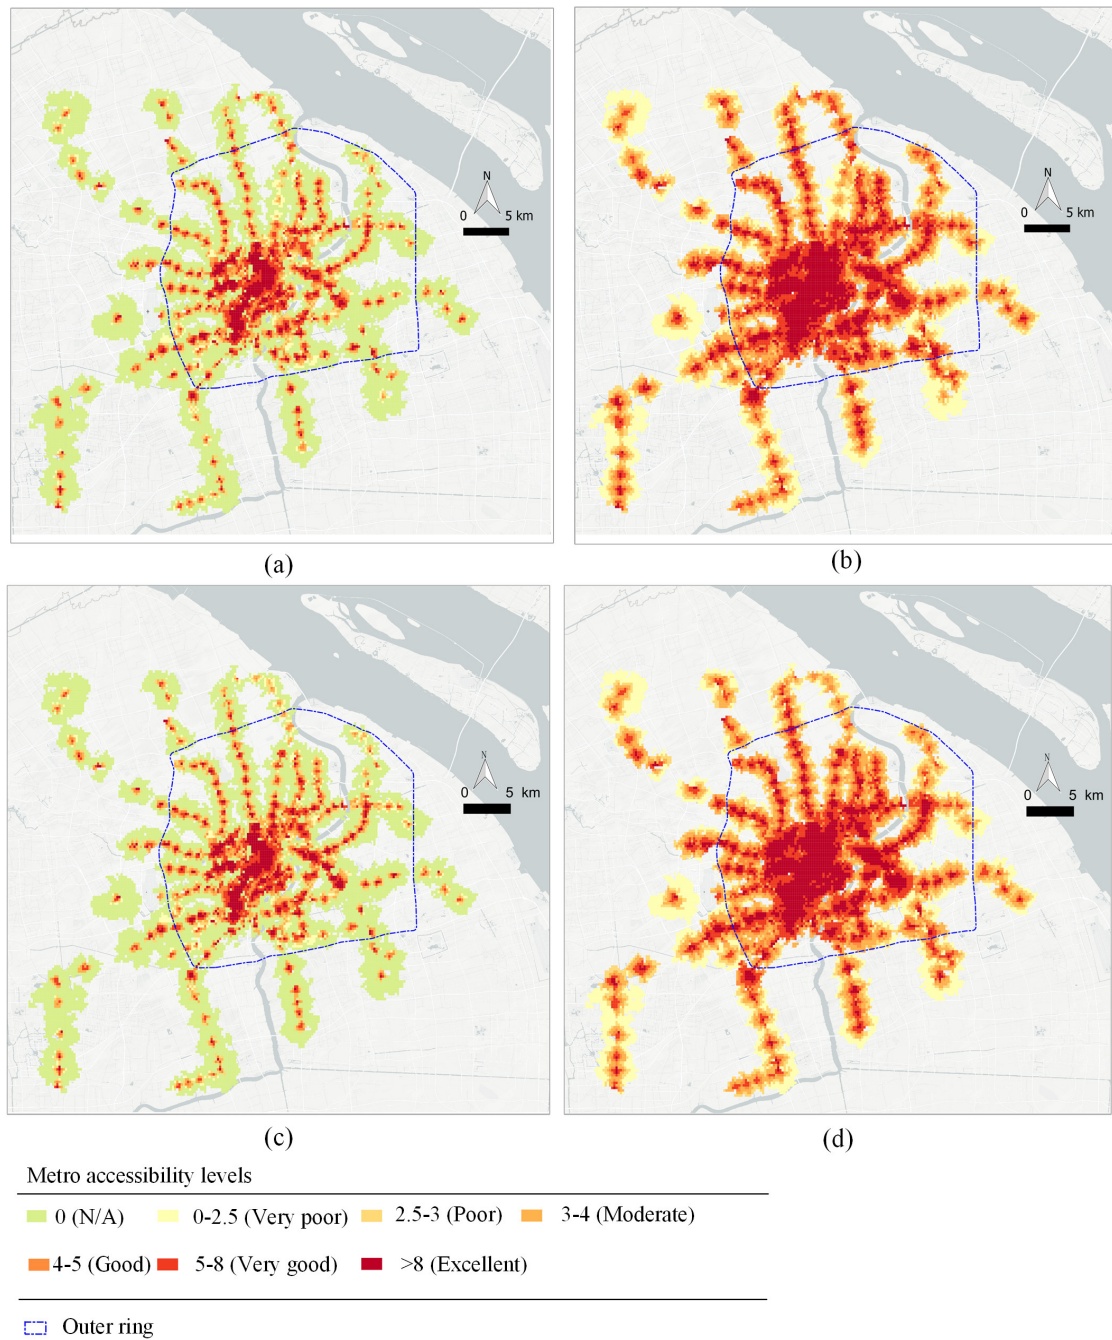 N
0 5 km
N
0 5 km
(a)
(b)
N
0 5 km
N
0 5 km
(c)
(d)
Metro accessibility levels
0 (N/A) 0-2.5 (Very poor) 2.5-3 (Poor) 3-4 (Moderate)
4-5 (Good) 5-8 (Very good) >8 (Excellent)
Outer ring